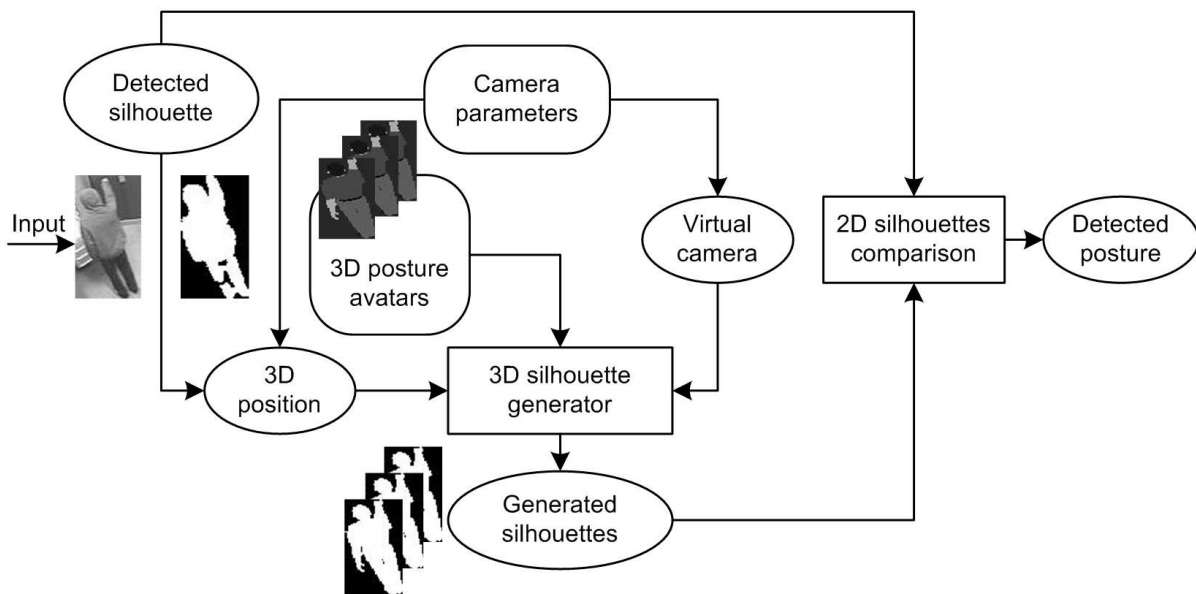 Detected
silhouette
Camera
parameters
Input
3D posture
avatars
Virtual
camera
2D silhouettes
comparison
Detected
posture
3D
position
3D silhouette
generator
Generated
silhouettes